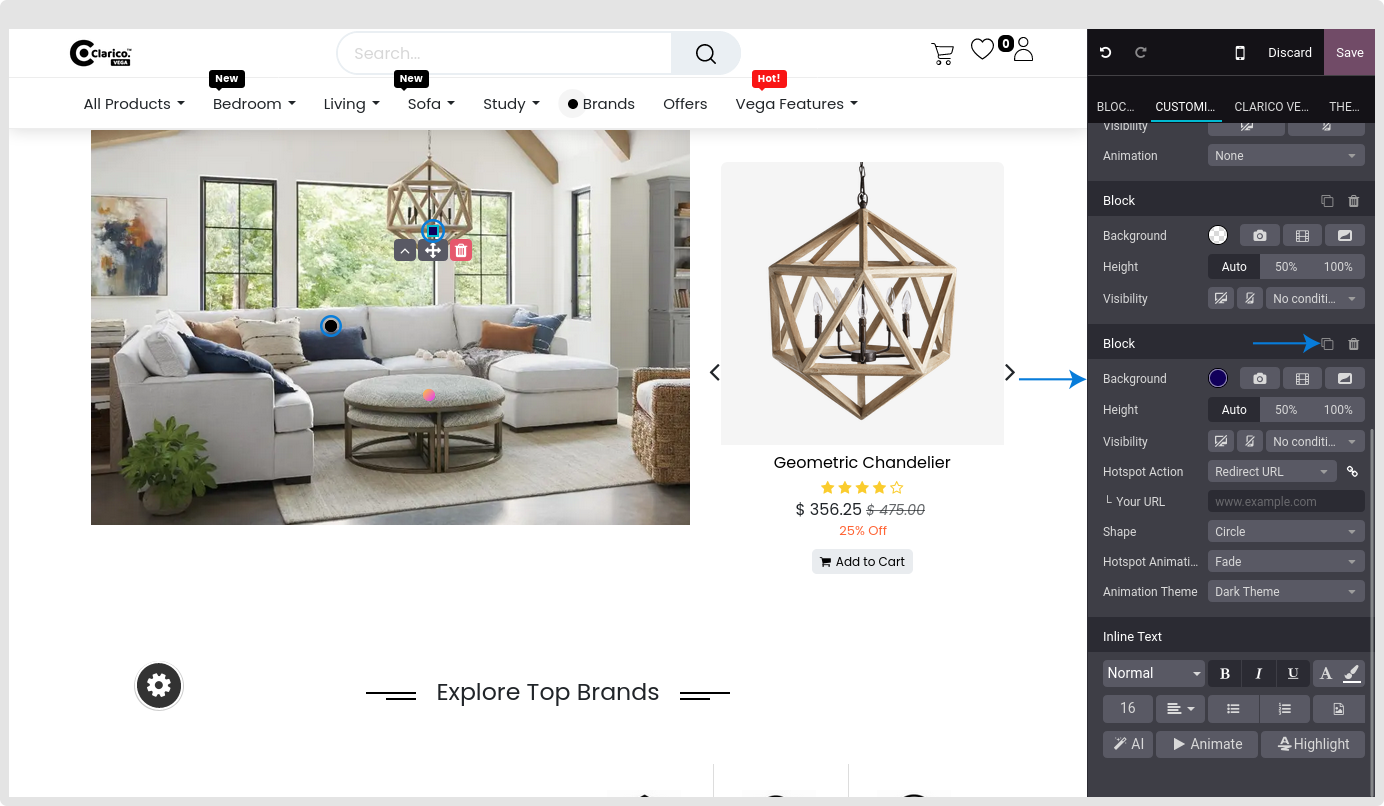 Clarico™
VEGA
Search...
0
Discard
Save
New
New
Hot!
All Products
Bedroom
Living
Sofa
Study
Brands
Offers
Vega Features
BLOC...
CUSTOMI...
CLARICO VE...
THE...
Visibility
Animation
None
Block
Background
Height
Auto
50%
100%
Visibility
No conditi...
Block
Background
Height
Auto
50%
100%
Visibility
No conditi...
Hotspot Action
Redirect URL
└ Your URL
www.example.com
Shape
Circle
Hotspot Animati...
Fade
Animation Theme
Dark Theme
Inline Text
Normal
B
I
U
A
16
AI
Animate
Highlight
Geometric Chandelier
$ 356.25 $ 475.00
25% Off
Add to Cart
Explore Top Brands